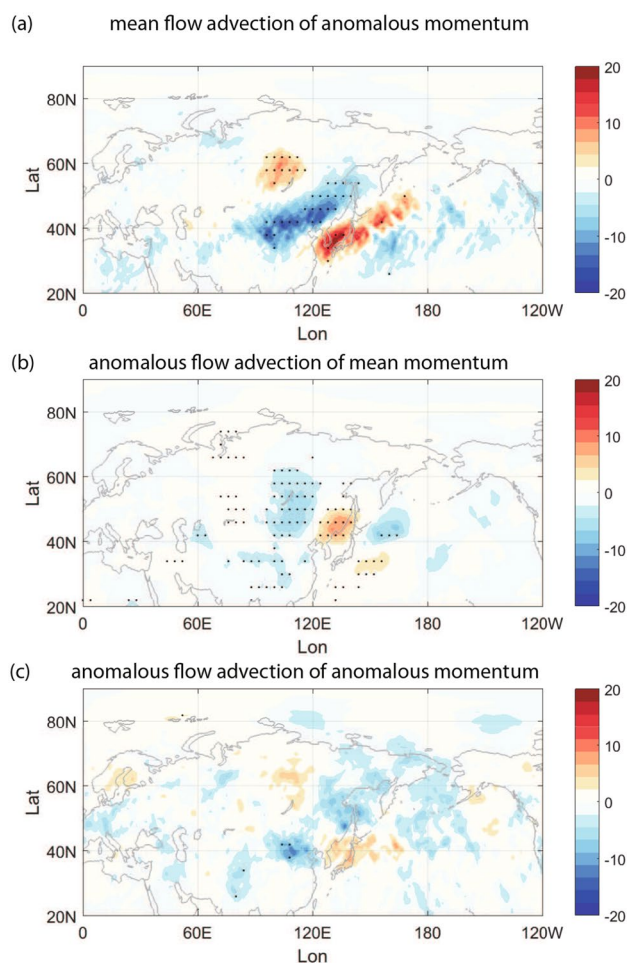 (a) mean flow advection of anomalous momentum
20
80N
10
60N
Lat
0
40N
-10
20N
-20
0 60E 120E 180 120W
Lon
(b) anomalous flow advection of mean momentum
20
80N
10
60N
Lat
0
40N
-10
20N
-20
0 60E 120E 180 120W
Lon
(c) anomalous flow advection of anomalous momentum
20
80N
10
60N
Lat
0
40N
-10
20N
-20
0 60E 120E 180 120W
Lon